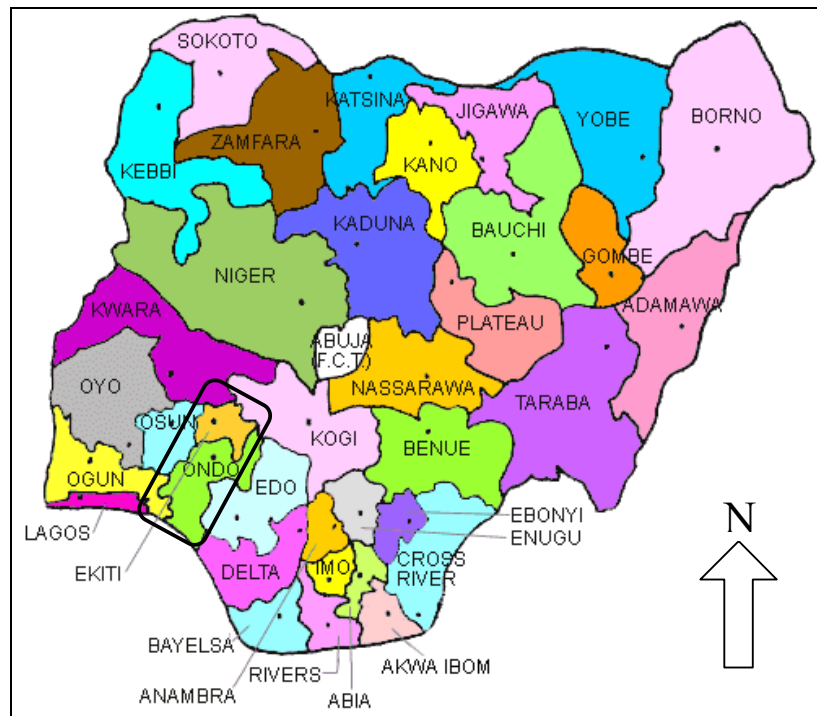 SOKOTO
KATSINA
JIGAWA
YOBE
BORNO
ZAMFARA
KANO
KEBBI
KADUNA
BAUCHI
GOMBE
NIGER
ADAMAWA
KWARA
PLATEAU
ABUJA
(F.C.T.)
NASSARAWA
OYO
TARABA
OSUN
KOGI
BENUE
OGUN
ONDO
EDO
EBONYI
LAGOS
ENUGU
EKITI
DELTA
IMO
CROSS
RIVER
BAYELSA
RIVERS
AKWA IBOM
ANAMBRA
ABIA
N